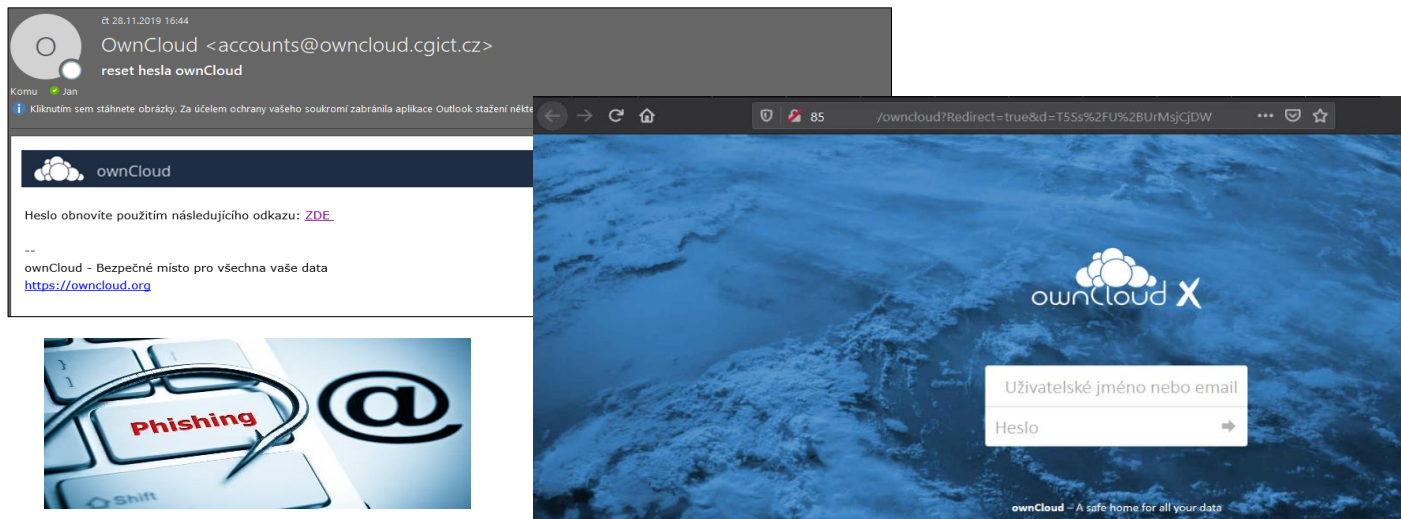 O
čt 28.11.2019 16:44
OwnCloud <accounts@owncloud.cgict.cz>
reset hesla ownCloud
Komu Jan
i Kliknutím sem stáhnete obrázky. Za účelem ochrany vašeho soukromí zabránila aplikace Outlook stažení někte
ownCloud
Heslo obnovíte použitím následujícího odkazu: ZDE
--
ownCloud - Bezpečné místo pro všechna vaše data
https://owncloud.org
Phishing
@
Shift
85 /owncloud?Redirect=true&d=T5Ss%2FU%2BUrMsjCjDW
ownCloud X
Uživatelské jméno nebo email
Heslo
ownCloud – A safe home for all your data